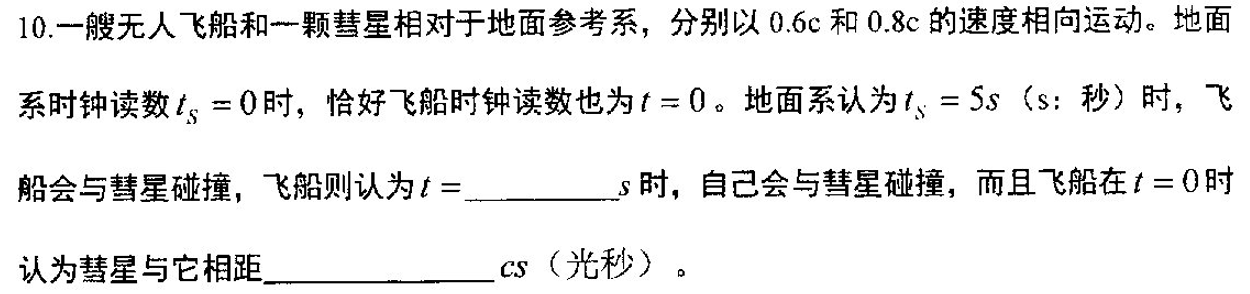 10.一艘无人飞船和一颗彗星相对于地面参考系，分别以 0.6c 和 0.8c 的速度相向运动。地面
系时钟读数 t_S = 0 时，恰好飞船时钟读数也为 t = 0 。地面系认为 t_S = 5s （s：秒）时，飞
船会与彗星碰撞，飞船则认为 t =__________s 时，自己会与彗星碰撞，而且飞船在 t = 0 时
认为彗星与它相距______________cs（光秒）。